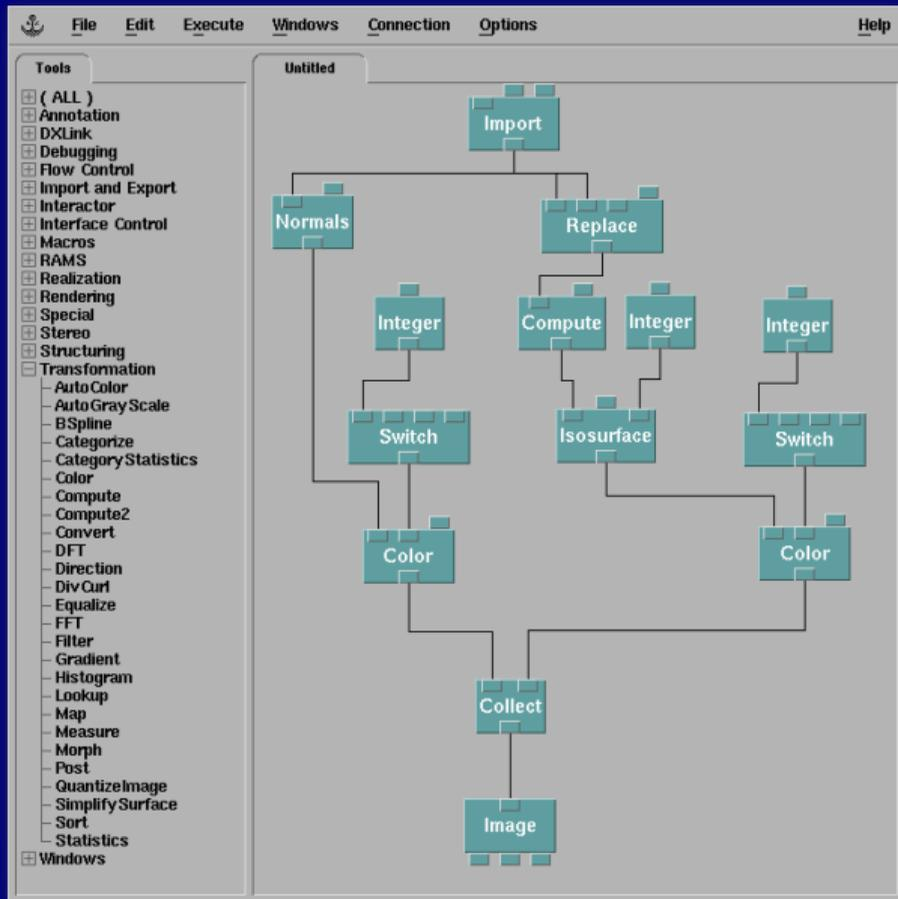 File Edit Execute Windows Connection Options Help
Tools
( ALL )
Annotation
DXLink
Debugging
Flow Control
Import and Export
Interactor
Interface Control
Macros
RAMS
Realization
Rendering
Special
Stereo
Structuring
Transformation
AutoColor
AutoGrayScale
BSpline
Categorize
CategoryStatistics
Color
Compute
Compute2
Convert
DFT
Direction
DivCurl
Equalize
FFT
Filter
Gradient
Histogram
Lookup
Map
Measure
Morph
Post
QuantizeImage
SimplifySurface
Sort
Statistics
Windows
Untitled
Import
Normals Replace
Integer Compute Integer Integer
Switch Isosurface Switch
Color Color
Collect
Image